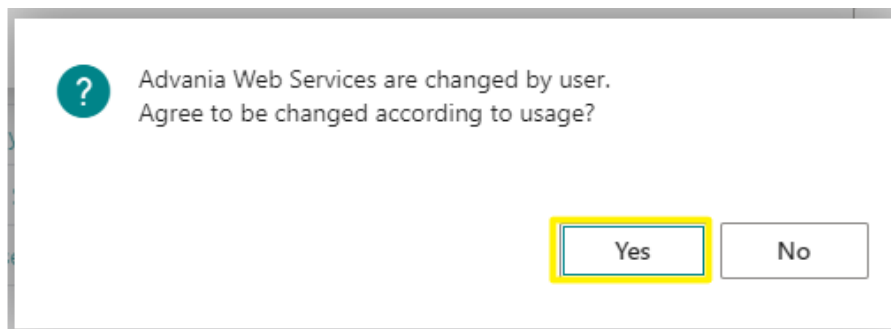 ?
Advania Web Services are changed by user.
Agree to be changed according to usage?
Yes
No